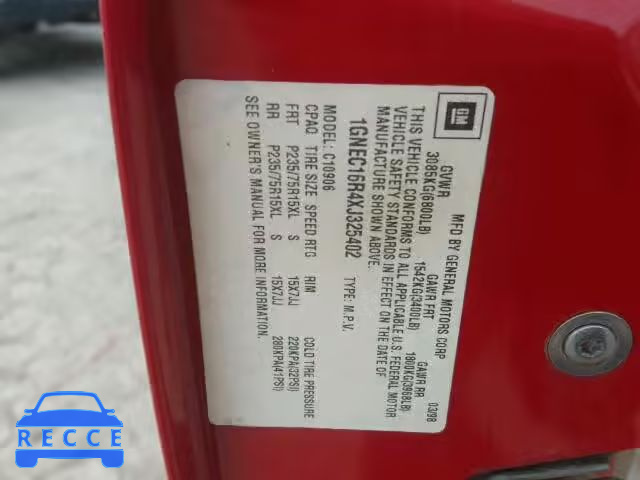 GM
MFD BY GENERAL MOTORS CORP 03/98
GVWR GAWR FRT GAWR RR
3085KG(6800LB) 1542KG(3400LB) 1800KG(3968LB)
THIS VEHICLE CONFORMS TO ALL APPLICABLE U.S. FEDERAL MOTOR
VEHICLE SAFETY STANDARDS IN EFFECT ON THE DATE OF
MANUFACTURE SHOWN ABOVE.
1GNEC16R4XJ325402 TYPE: M.P.V.
MODEL: C10906
CPAQ TIRE SIZE SPEED RTG RIM COLD TIRE PRESSURE
FRT P235/75R15XL S 15X7JJ 220KPA(32PSI)
RR P235/75R15XL S 15X7JJ 280KPA(41PSI)
SEE OWNER'S MANUAL FOR MORE INFORMATION.
RECCE